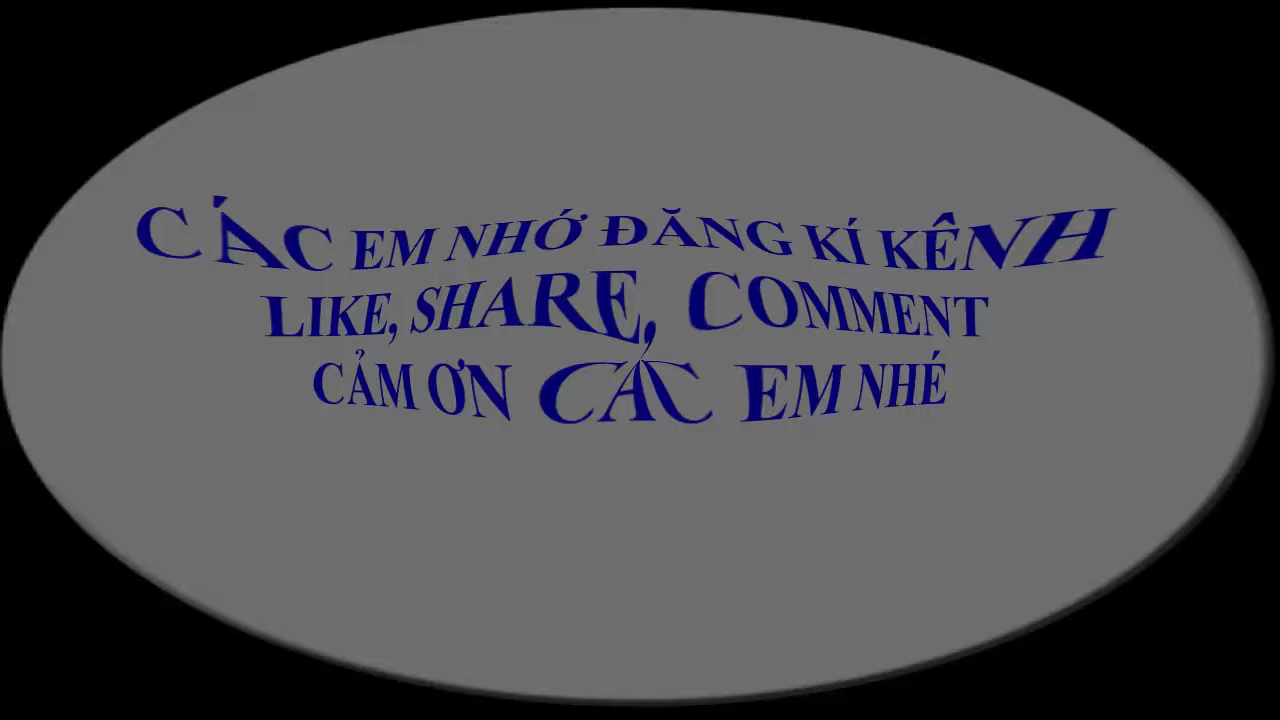 CÁC EM NHỚ ĐĂNG KÍ KÊNH
LIKE, SHARE, COMMENT
CẢM ƠN CÁC EM NHÉ